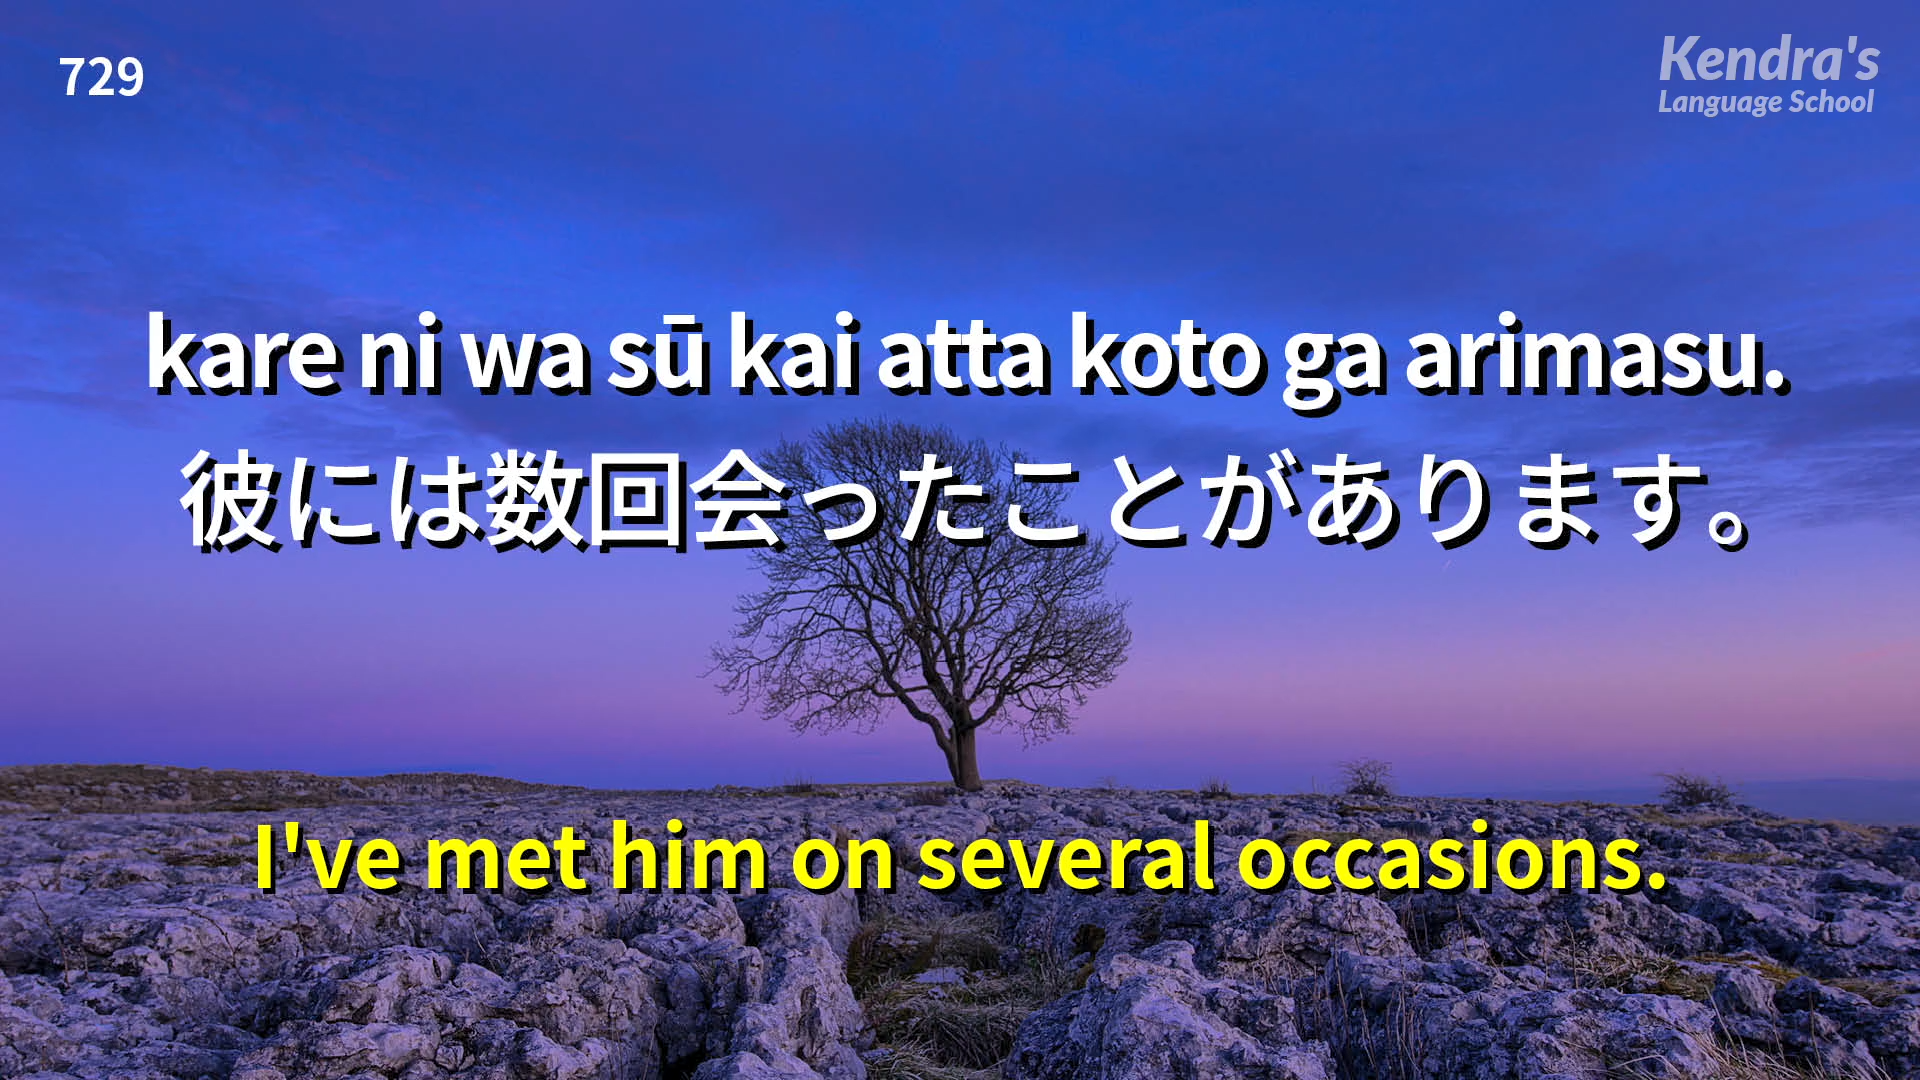 729
Kendra's
Language School
kare ni wa sū kai atta koto ga arimasu.
彼には数回会ったことがあります。
I've met him on several occasions.